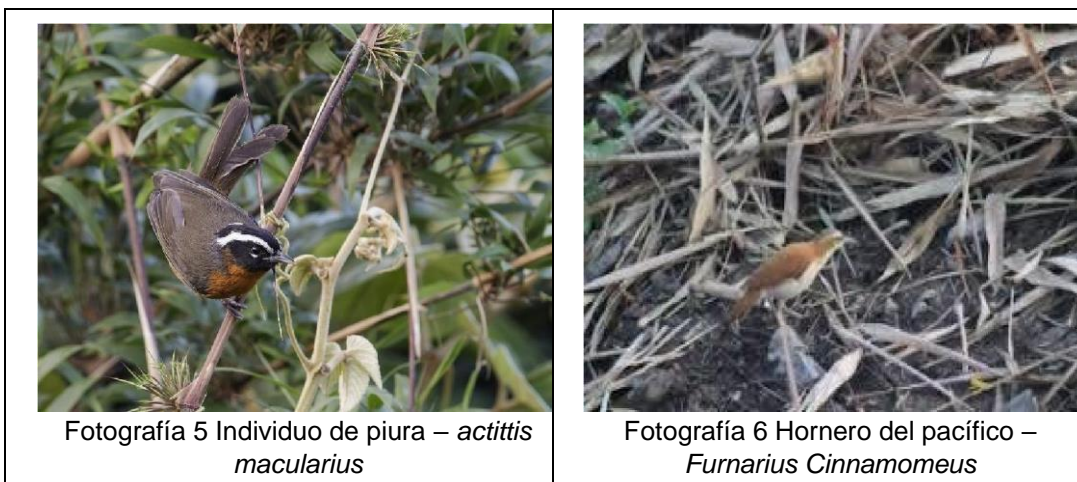 Fotografía 5 Individuo de piura – actittis
macularius
Fotografía 6 Hornero del pacífico –
Furnarius Cinnamomeus